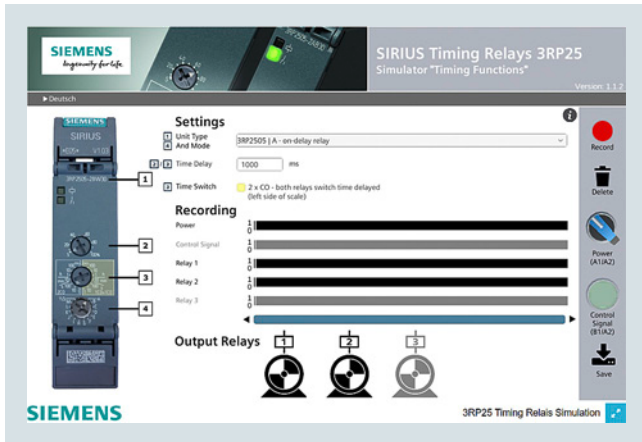 SIEMENS
Ingenuity for life
SIRIUS Timing Relays 3RP25
Simulator "Timing Functions"
Version: 1.1.2
Deutsch
SIEMENS
SIRIUS
Settings
1 Unit Type
4 And Mode
3RP2505 | A - on-delay relay
2 - 3 Time Delay 1000 ms
3 Time Switch
2 x CO - both relays switch time delayed
(left side of scale)
Recording
Power 1 0
Control Signal 1 0
Relay 1 1 0
Relay 2 1 0
Relay 3 1 0
Output Relays 1 2 3
1
2
3
4
i
Record
Delete
Power
(A1/A2)
Control
Signal
(B1/A2)
Save
SIEMENS
3RP25 Timing Relais Simulation